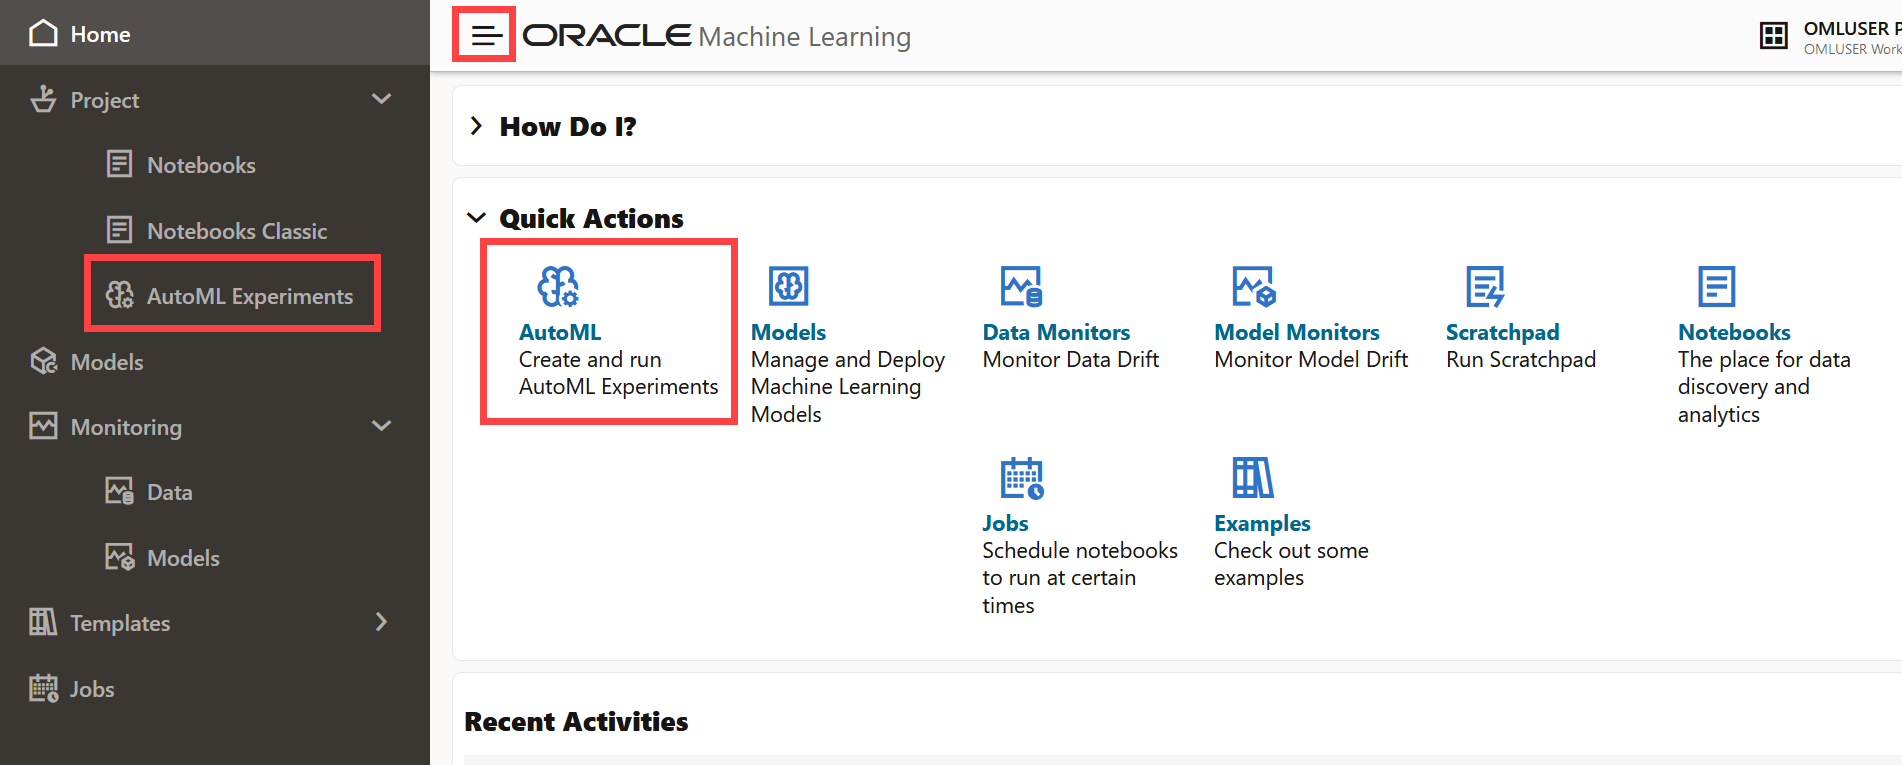 Home
Project
Notebooks
Notebooks Classic
AutoML Experiments
Models
Monitoring
Data
Models
Templates
Jobs
ORACLE Machine Learning
OMLUSER P
OMLUSER Work
How Do I?
Quick Actions
AutoML
Create and run
AutoML Experiments
Models
Manage and Deploy
Machine Learning
Models
Data Monitors
Monitor Data Drift
Model Monitors
Monitor Model Drift
Scratchpad
Run Scratchpad
Notebooks
The place for data
discovery and
analytics
Jobs
Schedule notebooks
to run at certain
times
Examples
Check out some
examples
Recent Activities